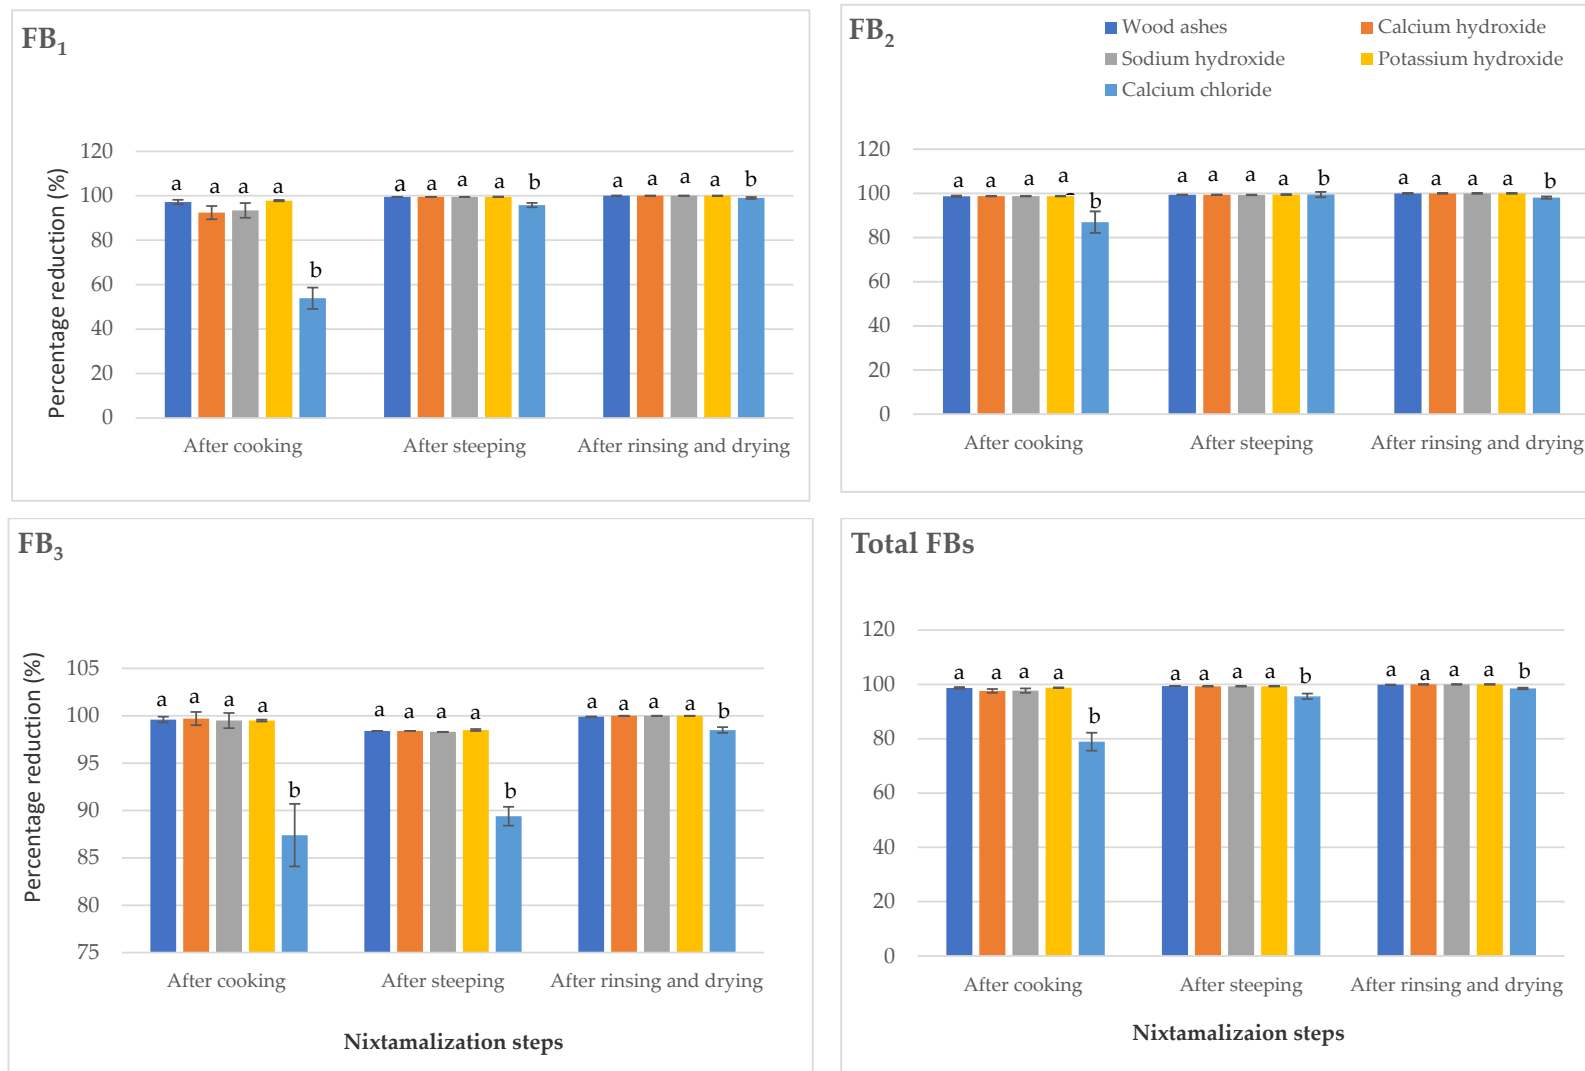 FB₁
Percentage reduction (%)
120
100
80
60
40
20
0
a a a a b
a a a a b
a a a a b
After cooking After steeping After rinsing and drying
FB₂
Wood ashes Calcium hydroxide
Sodium hydroxide Potassium hydroxide
Calcium chloride
120
100
80
60
40
20
0
a a a a b
a a a a b
a a a a b
After cooking After steeping After rinsing and drying
FB₃
Percentage reduction (%)
105
100
95
90
85
80
75
a a a a b
a a a a b
a a a a b
After cooking After steeping After rinsing and drying
Nixtamalization steps
Total FBs
120
100
80
60
40
20
0
a a a a b
a a a a b
a a a a b
After cooking After steeping After rinsing and drying
Nixtamalizaion steps